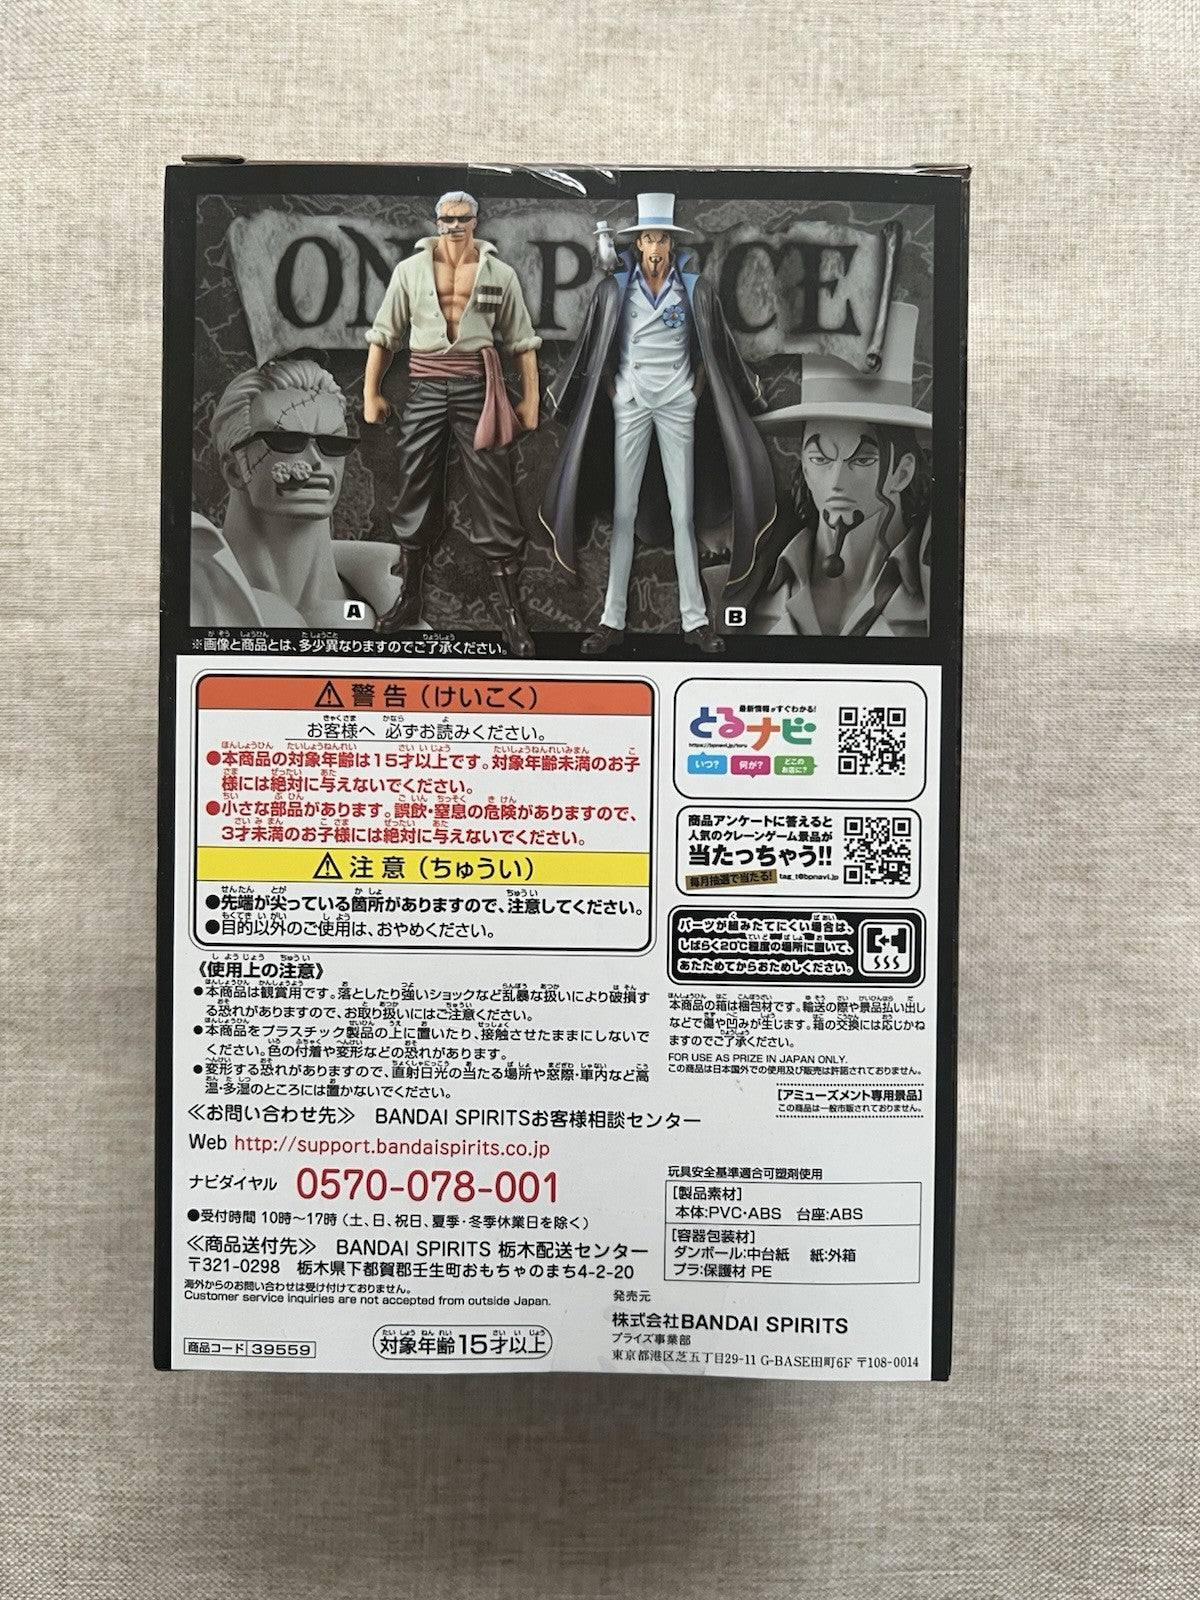 ONE PIECE
A
B
※画像と商品とは、多少異なりますのでご了承ください。
⚠警告（けいこく）
お客様へ 必ずお読みください。
●本商品の対象年齢は15才以上です。対象年齢未満のお子
様には絶対に与えないでください。
●小さな部品があります。誤飲・窒息の危険がありますので、
3才未満のお子様には絶対に与えないでください。
⚠注意（ちゅうい）
●先端が尖っている箇所がありますので、注意してください。
●目的以外のご使用は、おやめください。
《使用上の注意》
●本商品は観賞用です。落としたり強いショックなど乱暴な扱いにより破損す
る恐れがありますので、お取り扱いにはご注意ください。
●本商品をプラスチック製品の上に置いたり、接触させたままにしないで
ください。色の付着や変形などの恐れがあります。
●変形する恐れがありますので、直射日光の当たる場所や窓際・車内など高
温・多湿のところには置かないでください。
≪お問い合わせ先≫ BANDAI SPIRITSお客様相談センター
Web http://support.bandaispirits.co.jp
ナビダイヤル 0570-078-001
●受付時間 10時～17時（土、日、祝日、夏季・冬季休業日を除く）
≪商品送付先≫ BANDAI SPIRITS 栃木配送センター
〒321-0298 栃木県下都賀郡壬生町おもちゃのまち4-2-20
海外からのお問い合わせは受け付けておりません。
Customer service inquiries are not accepted from outside Japan.
商品コード 39559
対象年齢15才以上
最新情報がすぐわかる!
とるナビ
https://bpnavi.jp/toru
いつ?
何が?
どこの
お店に?
商品アンケートに答えると
人気のクレーンゲーム景品が
当たっちゃう!!
毎月抽選で当たる!
tag_t@bpnavi.jp
パーツが組みたてにくい場合は、
しばらく20℃程度の場所に置いて、
あたためてからおためしください。
本商品の箱は梱包材です。輸送の際や景品払い出し
などで傷や凹みが生じます。箱の交換には応じかね
ますのでご了承ください。
FOR USE AS PRIZE IN JAPAN ONLY.
この商品は日本国外での使用及び販売は許諾されておりません。
[アミューズメント専用景品]
この商品は一般市販されておりません。
玩具安全基準適合可塑剤使用
[製品素材]
本体:PVC・ABS 台座:ABS
[容器包装材]
ダンボール:中台紙 紙:外箱
プラ:保護材 PE
発売元
株式会社BANDAI SPIRITS
プライズ事業部
東京都港区芝五丁目29-11 G-BASE田町6F 〒108-0014